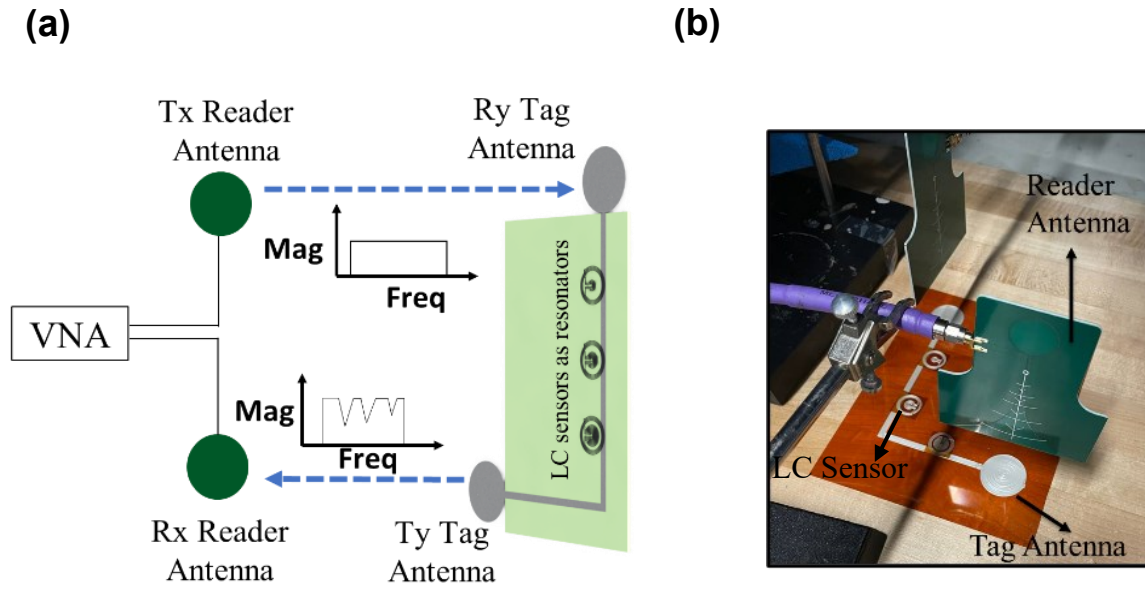 (a)
(b)
Tx Reader
Antenna
Ry Tag
Antenna
Mag
Freq
VNA
LC sensors as resonators
Mag
Freq
Rx Reader
Antenna
Ty Tag
Antenna
Reader
Antenna
LC Sensor
Tag Antenna